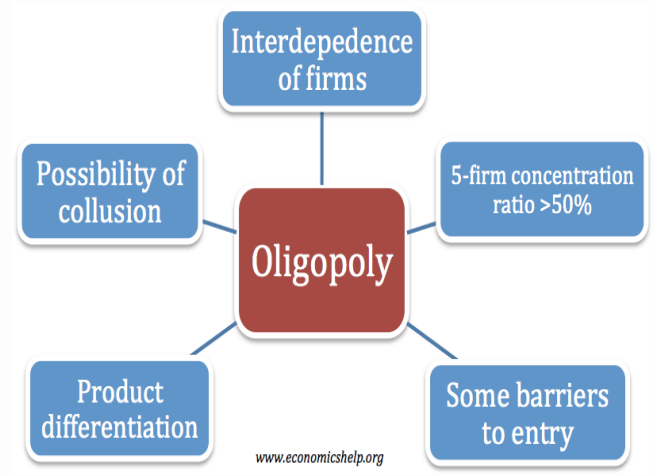 Interdepedence
of firms
Possibility of
collusion
5-firm concentration
ratio >50%
Oligopoly
Product
differentiation
Some barriers
to entry
www.economicshelp.org